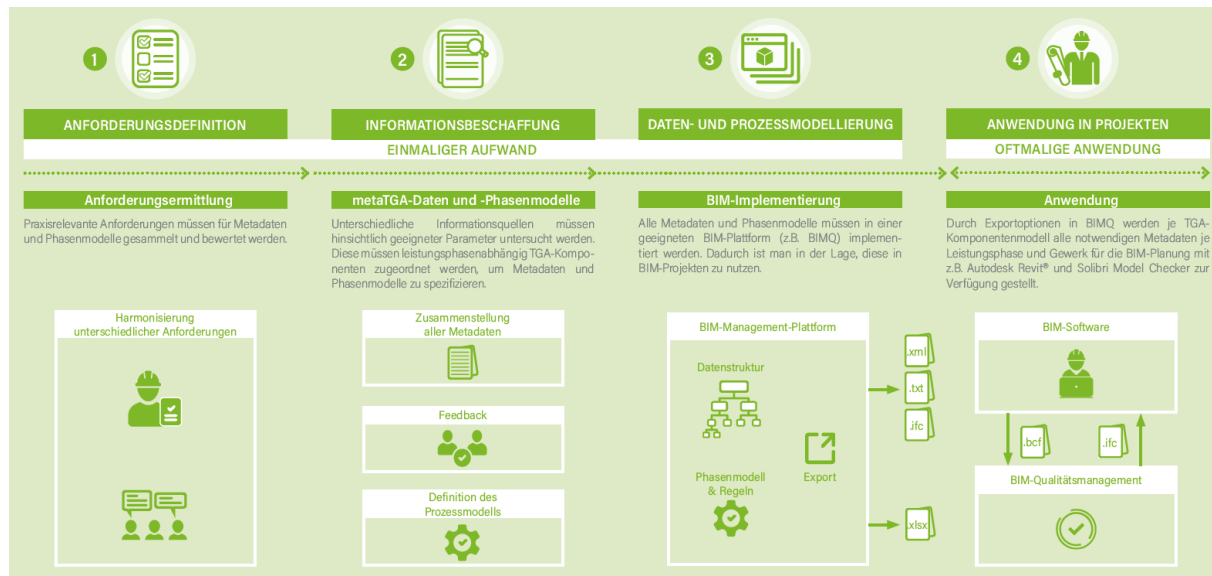 1
2
3
4
ANFORDERUNGSDEFINITION
INFORMATIONSBESCHAFFUNG
DATEN- UND PROZESSMODELLIERUNG
ANWENDUNG IN PROJEKTEN
EINMALIGER AUFWAND
OFTMALIGE ANWENDUNG
Anforderungsermittlung
Praxisrelevante Anforderungen müssen für Metadaten
und Phasenmodelle gesammelt und bewertet werden.
Harmonisierung
unterschiedlicher Anforderungen
metaTGA-Daten und -Phasenmodelle
Unterschiedliche Informationsquellen müssen
hinsichtlich geeigneter Parameter untersucht werden.
Diese müssen leistungsphasenabhängig TGA-Kompo-
nenten zugeordnet werden, um Metadaten und
Phasenmodelle zu spezifizieren.
Zusammenstellung
aller Metadaten
Feedback
Definition des
Prozessmodells
BIM-Implementierung
Alle Metadaten und Phasenmodelle müssen in einer
geeigneten BIM-Plattform (z.B. BIMQ) implemen-
tiert werden. Dadurch ist man in der Lage, diese in
BIM-Projekten zu nutzen.
BIM-Management-Plattform
Datenstruktur
Phasenmodell
& Regeln
Export
.xml
.txt
.ifc
.xlsx
Anwendung
Durch Exportoptionen in BIMQ werden je TGA-
Komponentenmodell alle notwendigen Metadaten je
Leistungsphase und Gewerk für die BIM-Planung mit
z.B. Autodesk Revit® und Solibri Model Checker zur
Verfügung gestellt.
BIM-Software
.bcf
.ifc
BIM-Qualitätsmanagement